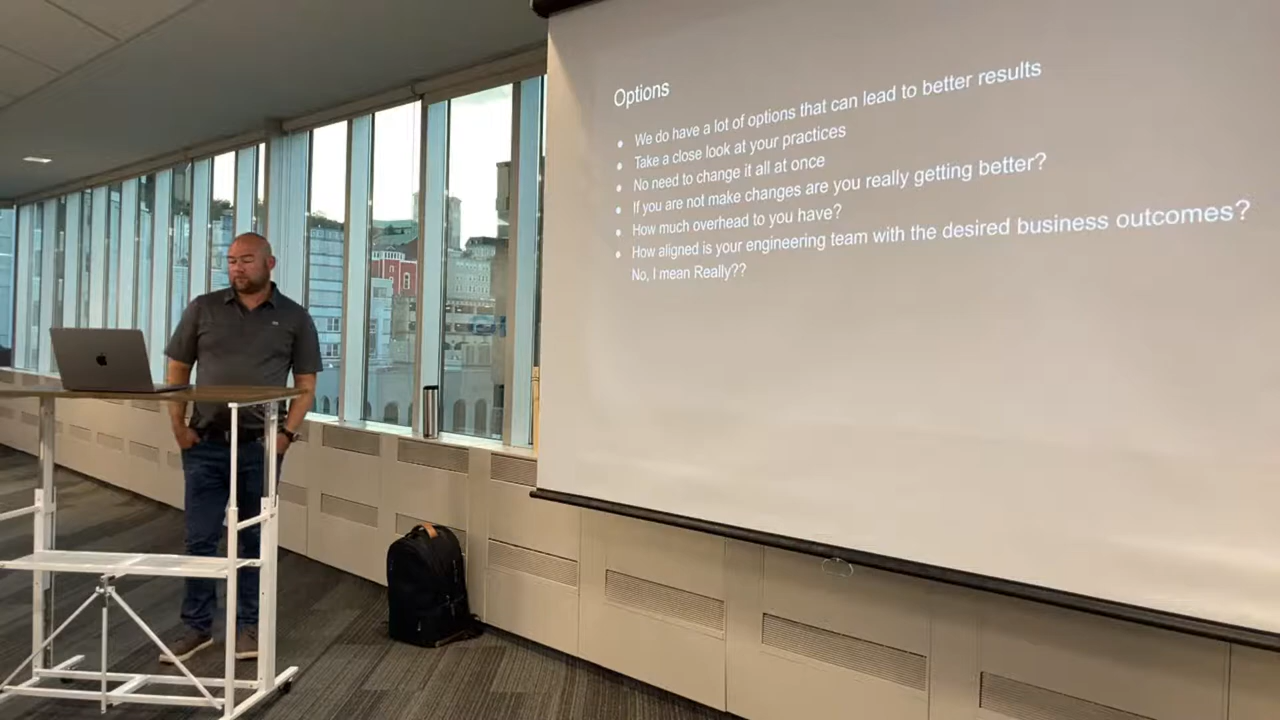 Options
We do have a lot of options that can lead to better results
Take a close look at your practices
No need to change it all at once
If you are not make changes are you really getting better?
How much overhead to you have?
How aligned is your engineering team with the desired business outcomes?
No, I mean Really??